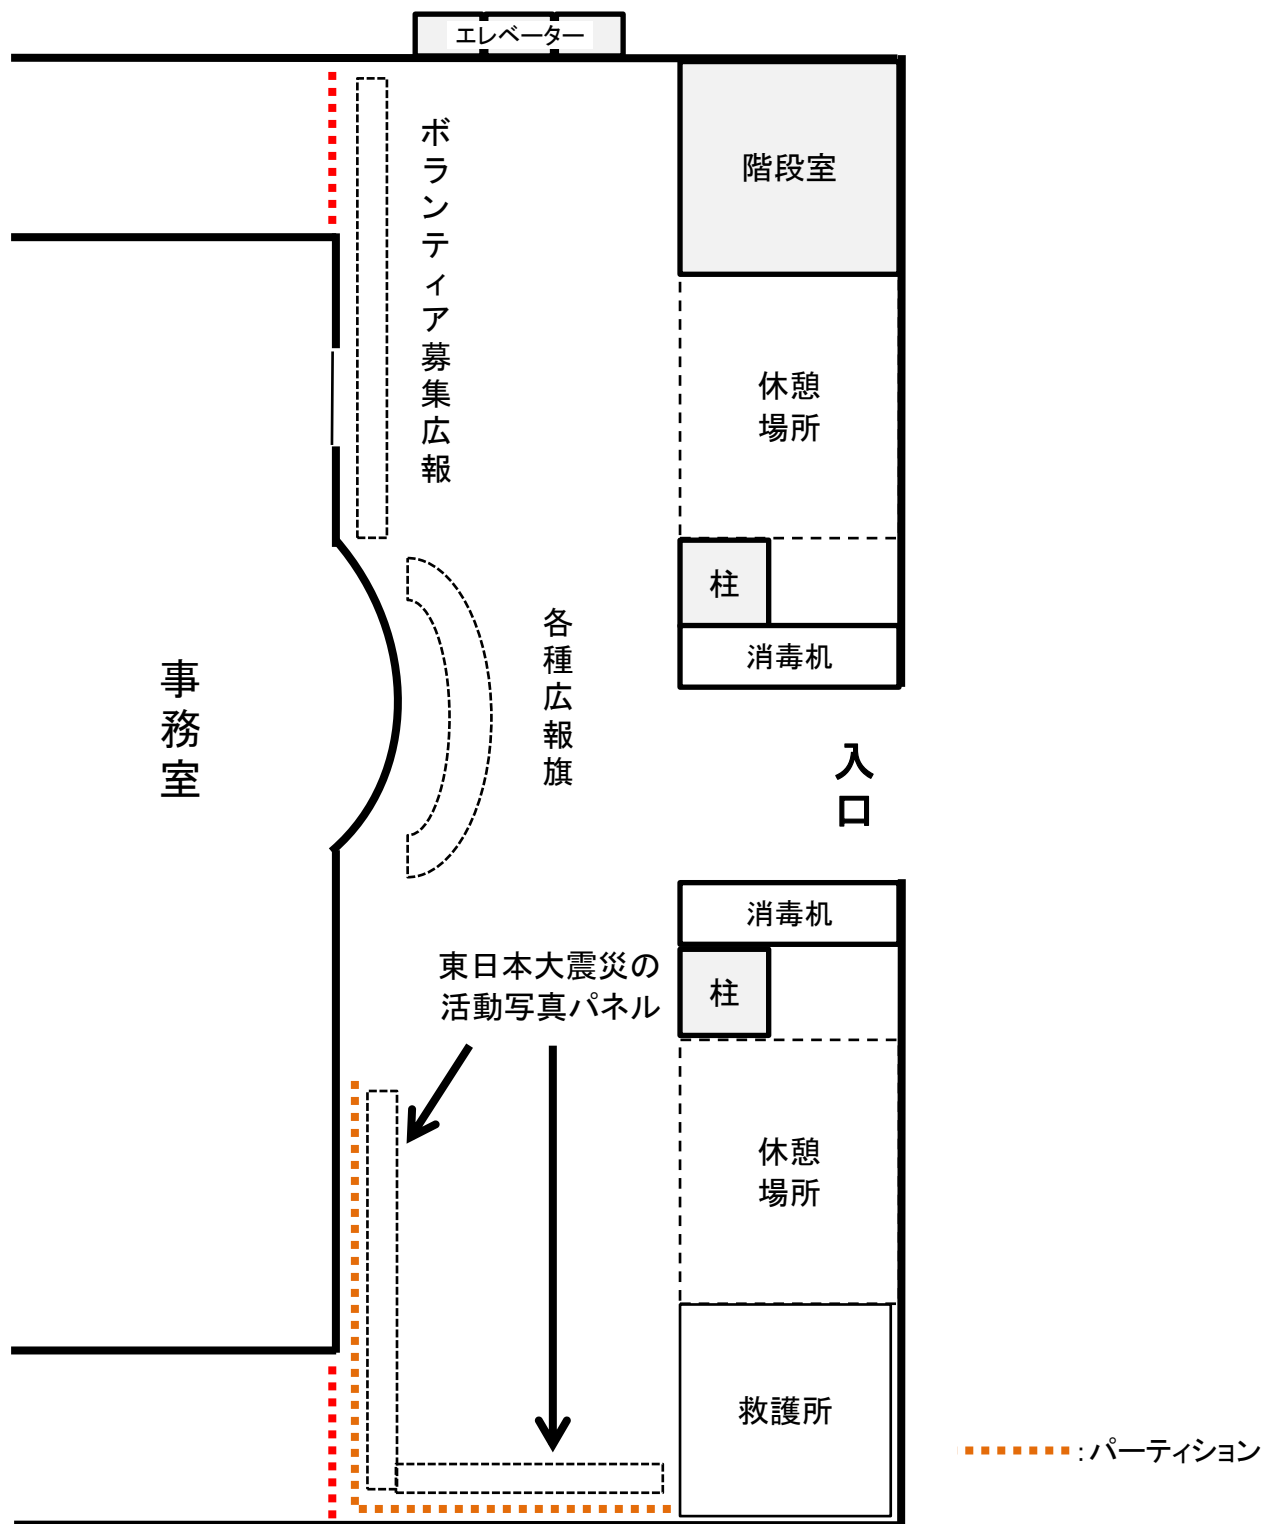 エレベーター
階段室
ボランティア募集広報
休憩
場所
柱
消毒机
各種広報旗
事務室
入口
消毒机
柱
東日本大震災の
活動写真パネル
休憩
場所
救護所
：パーティション